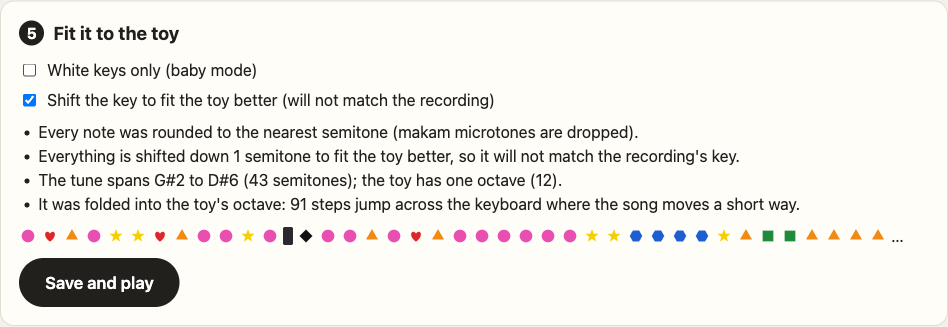 5 Fit it to the toy
White keys only (baby mode)
Shift the key to fit the toy better (will not match the recording)
• Every note was rounded to the nearest semitone (makam microtones are dropped).
• Everything is shifted down 1 semitone to fit the toy better, so it will not match the recording's key.
• The tune spans G#2 to D#6 (43 semitones); the toy has one octave (12).
• It was folded into the toy's octave: 91 steps jump across the keyboard where the song moves a short way.
...
Save and play